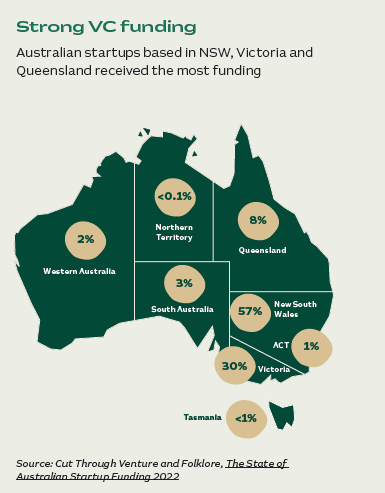 Strong VC funding
Australian startups based in NSW, Victoria and
Queensland received the most funding
<0.1%
Northern
Territory
8%
Queensland
2%
Western Australia
3%
South Australia
57%
New South
Wales
ACT
1%
30%
Victoria
Tasmania
<1%
Source: Cut Through Venture and Folklore, The State of
Australian Startup Funding 2022